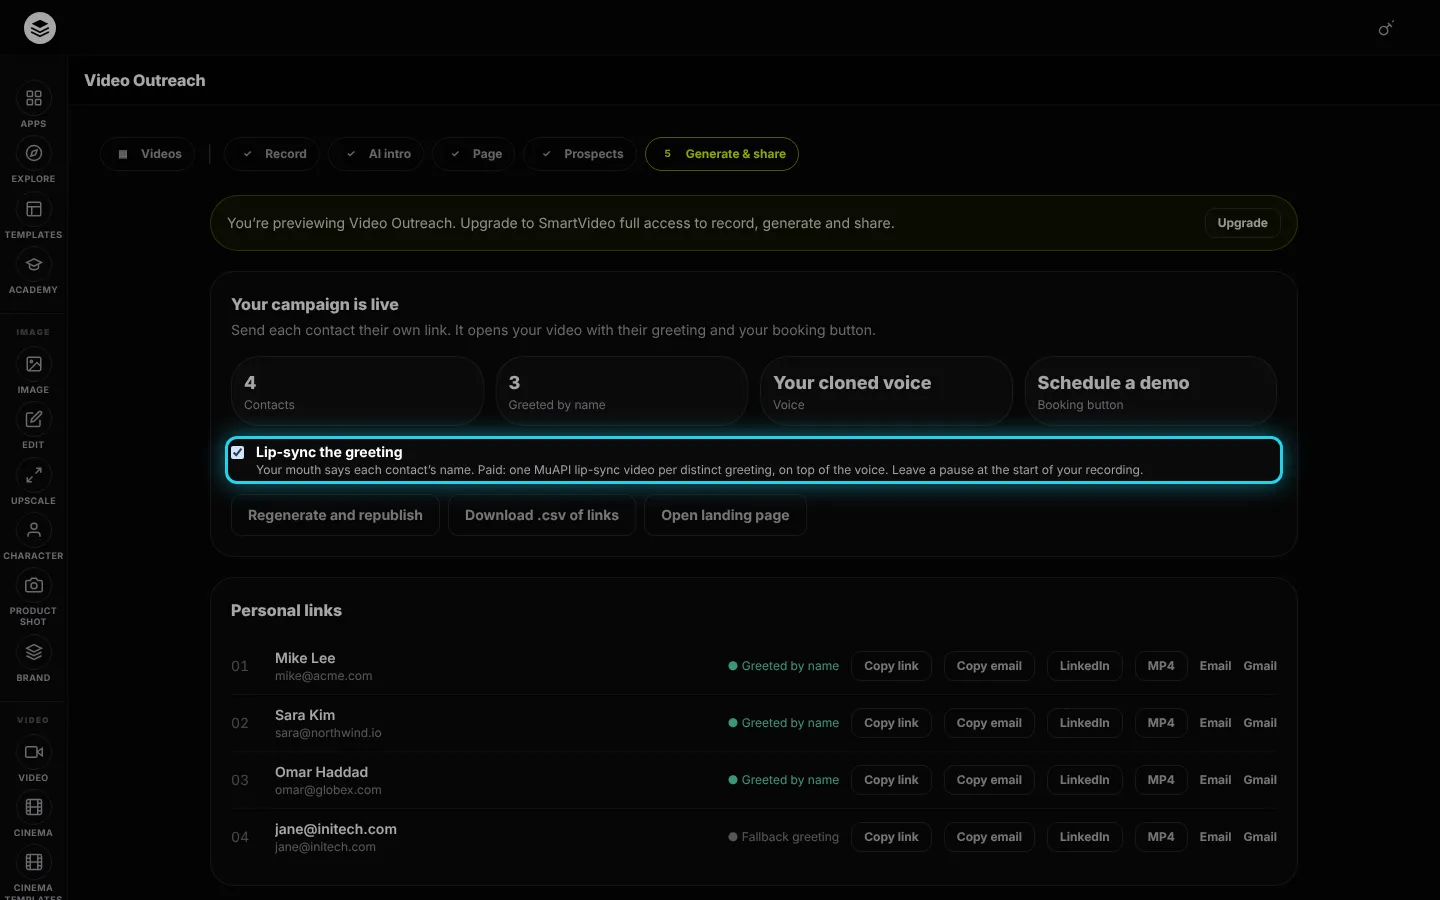 Video Outreach
APPS
EXPLORE
TEMPLATES
ACADEMY
IMAGE
IMAGE
EDIT
UPSCALE
CHARACTER
PRODUCT
SHOT
BRAND
VIDEO
VIDEO
CINEMA
CINEMA
TEMPLATES
Videos
Record
AI intro
Page
Prospects
5 Generate & share
You're previewing Video Outreach. Upgrade to SmartVideo full access to record, generate and share.
Upgrade
Your campaign is live
Send each contact their own link. It opens your video with their greeting and your booking button.
4
Contacts
3
Greeted by name
Your cloned voice
Voice
Schedule a demo
Booking button
Lip-sync the greeting
Your mouth says each contact's name. Paid: one MuAPI lip-sync video per distinct greeting, on top of the voice. Leave a pause at the start of your recording.
Regenerate and republish
Download .csv of links
Open landing page
Personal links
01 Mike Lee
mike@acme.com
Greeted by name Copy link Copy email LinkedIn MP4 Email Gmail
02 Sara Kim
sara@northwind.io
Greeted by name Copy link Copy email LinkedIn MP4 Email Gmail
03 Omar Haddad
omar@globex.com
Greeted by name Copy link Copy email LinkedIn MP4 Email Gmail
04 jane@initech.com
jane@initech.com
Fallback greeting Copy link Copy email LinkedIn MP4 Email Gmail